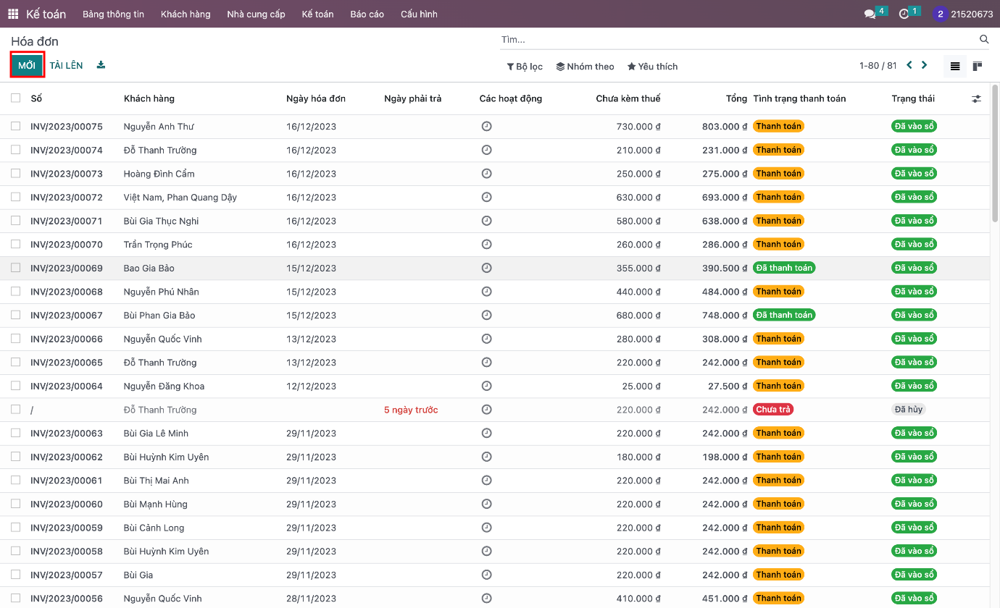 Kế toán Bảng thông tin Khách hàng Nhà cung cấp Kế toán Báo cáo Cấu hình 4 1 2 21520673
Hóa đơn Tìm...
MỚI TẢI LÊN Bộ lọc Nhóm theo Yêu thích 1-80 / 81
Số Khách hàng Ngày hóa đơn Ngày phải trả Các hoạt động Chưa kèm thuế Tổng Tình trạng thanh toán Trạng thái
INV/2023/00075 Nguyễn Anh Thư 16/12/2023 730.000 ₫ 803.000 ₫ Thanh toán Đã vào sổ
INV/2023/00074 Đỗ Thanh Trường 16/12/2023 210.000 ₫ 231.000 ₫ Thanh toán Đã vào sổ
INV/2023/00073 Hoàng Đình Cẩm 16/12/2023 250.000 ₫ 275.000 ₫ Thanh toán Đã vào sổ
INV/2023/00072 Việt Nam, Phan Quang Dậy 16/12/2023 630.000 ₫ 693.000 ₫ Thanh toán Đã vào sổ
INV/2023/00071 Bùi Gia Thục Nghi 16/12/2023 580.000 ₫ 638.000 ₫ Thanh toán Đã vào sổ
INV/2023/00070 Trần Trọng Phúc 16/12/2023 260.000 ₫ 286.000 ₫ Thanh toán Đã vào sổ
INV/2023/00069 Bao Gia Bảo 15/12/2023 355.000 ₫ 390.500 ₫ Đã thanh toán Đã vào sổ
INV/2023/00068 Nguyễn Phú Nhân 15/12/2023 440.000 ₫ 484.000 ₫ Thanh toán Đã vào sổ
INV/2023/00067 Bùi Phan Gia Bảo 15/12/2023 680.000 ₫ 748.000 ₫ Đã thanh toán Đã vào sổ
INV/2023/00066 Nguyễn Quốc Vinh 13/12/2023 280.000 ₫ 308.000 ₫ Thanh toán Đã vào sổ
INV/2023/00065 Đỗ Thanh Trường 13/12/2023 220.000 ₫ 242.000 ₫ Thanh toán Đã vào sổ
INV/2023/00064 Nguyễn Đăng Khoa 12/12/2023 25.000 ₫ 27.500 ₫ Thanh toán Đã vào sổ
/ Đỗ Thanh Trường 5 ngày trước 220.000 ₫ 242.000 ₫ Chưa trả Đã hủy
INV/2023/00063 Bùi Gia Lê Minh 29/11/2023 220.000 ₫ 242.000 ₫ Thanh toán Đã vào sổ
INV/2023/00062 Bùi Huỳnh Kim Uyên 29/11/2023 180.000 ₫ 198.000 ₫ Thanh toán Đã vào sổ
INV/2023/00061 Bùi Thị Mai Anh 29/11/2023 220.000 ₫ 242.000 ₫ Thanh toán Đã vào sổ
INV/2023/00060 Bùi Mạnh Hùng 29/11/2023 220.000 ₫ 242.000 ₫ Thanh toán Đã vào sổ
INV/2023/00059 Bùi Cảnh Long 29/11/2023 220.000 ₫ 242.000 ₫ Thanh toán Đã vào sổ
INV/2023/00058 Bùi Huỳnh Kim Uyên 29/11/2023 220.000 ₫ 242.000 ₫ Thanh toán Đã vào sổ
INV/2023/00057 Bùi Gia 29/11/2023 220.000 ₫ 242.000 ₫ Thanh toán Đã vào sổ
INV/2023/00056 Nguyễn Quốc Vinh 28/11/2023 410.000 ₫ 451.000 ₫ Thanh toán Đã vào sổ